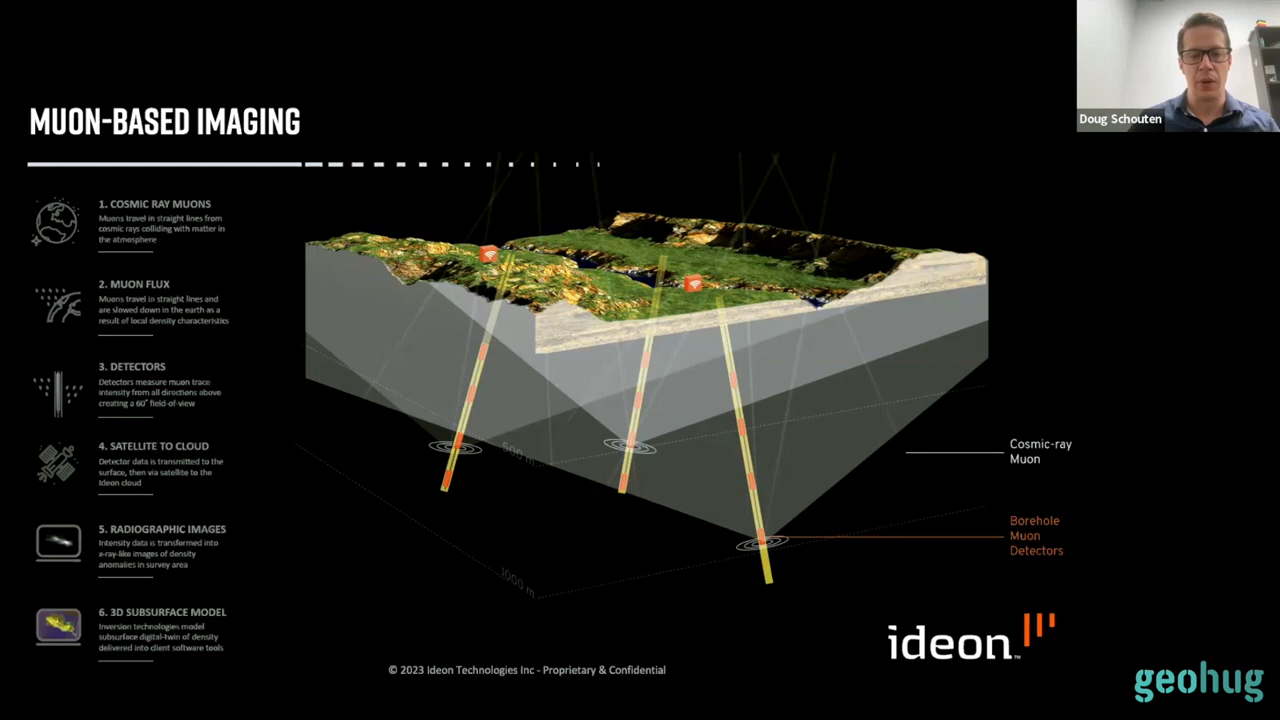 MUON-BASED IMAGING
Doug Schouten
1. COSMIC RAY MUONS
Muons travel in straight lines from
cosmic rays colliding with matter in
the atmosphere
2. MUON FLUX
Muons travel in straight lines and
are slowed down in the earth as a
result of local density characteristics
3. DETECTORS
Detectors measure muon trace
intensity from all directions above
creating a 60° field-of-view
4. SATELLITE TO CLOUD
Detector data is transmitted to the
surface, then via satellite to the
Ideon cloud
5. RADIOGRAPHIC IMAGES
Intensity data is transformed into
x-ray-like images of density
anomalies in survey area
6. 3D SUBSURFACE MODEL
Inversion technologies model
subsurface digital-twin of density
delivered into client software tools
500 m
1000 m
Cosmic-ray
Muon
Borehole
Muon
Detectors
ideon™
© 2023 Ideon Technologies Inc - Proprietary & Confidential
geohug